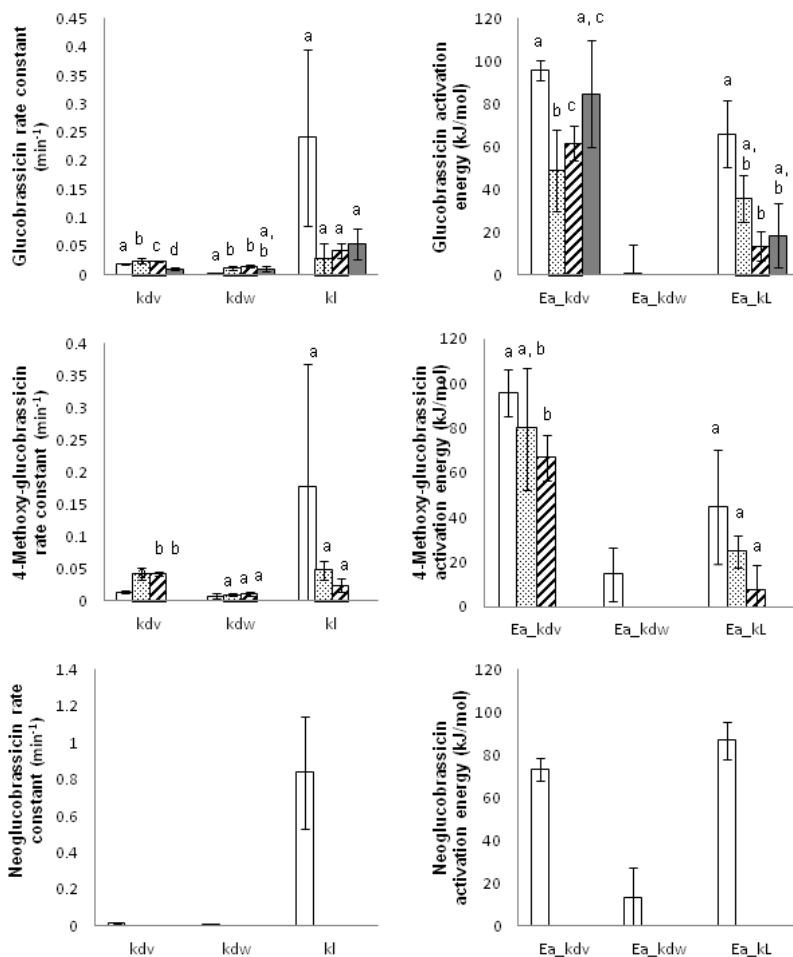 Glucobrassicin rate constant
(min⁻¹)
0.45
0.4
0.35
0.3
0.25
0.2
0.15
0.1
0.05
0
a b c d
a b b a, b
a a a a
kdv kdw kl
Glucobrassicin activation
energy (kJ/mol)
120
100
80
60
40
20
0
a b c a, c
a a, b b a, b
Ea_kdv Ea_kdw Ea_kL
4-Methoxy-glucobrassicin
rate constant (min⁻¹)
0.4
0.35
0.3
0.25
0.2
0.15
0.1
0.05
0
b b
a a a
a a a
kdv kdw kl
4-Methoxy-glucobrassicin
activation energy (kJ/mol)
120
100
80
60
40
20
0
a a, b b
a a a
Ea_kdv Ea_kdw Ea_kL
Neoglucobrassicin rate
constant (min⁻¹)
1.4
1.2
1
0.8
0.6
0.4
0.2
0
kdv kdw kl
Neoglucobrassicin
activation energy (kJ/mol)
120
100
80
60
40
20
0
Ea_kdv Ea_kdw Ea_kL